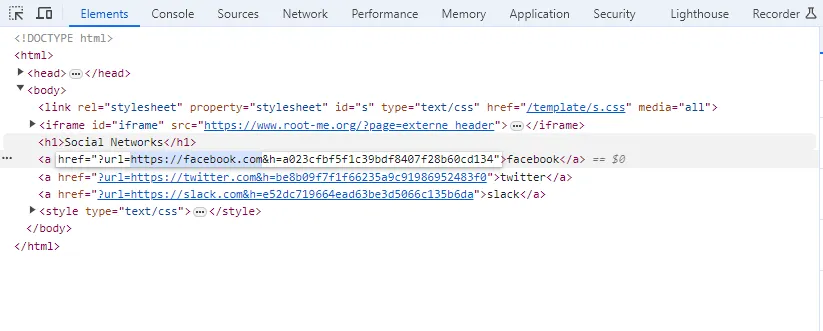 Elements Console Sources Network Performance Memory Application Security Lighthouse Recorder
<!DOCTYPE html>
<html>
<head> ••• </head>
<body>
<link rel="stylesheet" property="stylesheet" id="s" type="text/css" href="/template/s.css" media="all">
<iframe id="iframe" src="https://www.root-me.org/?page=externe_header"> ••• </iframe>
<h1>Social Networks</h1>
••• <a href="?url=https://facebook.com&h=a023cfbf5f1c39bdf8407f28b60cd134">facebook</a> == $0
<a href="?url=https://twitter.com&h=be8b09f7f1f66235a9c91986952483f0">twitter</a>
<a href="?url=https://slack.com&h=e52dc719664ead63be3d5066c135b6da">slack</a>
<style type="text/css"> ••• </style>
</body>
</html>